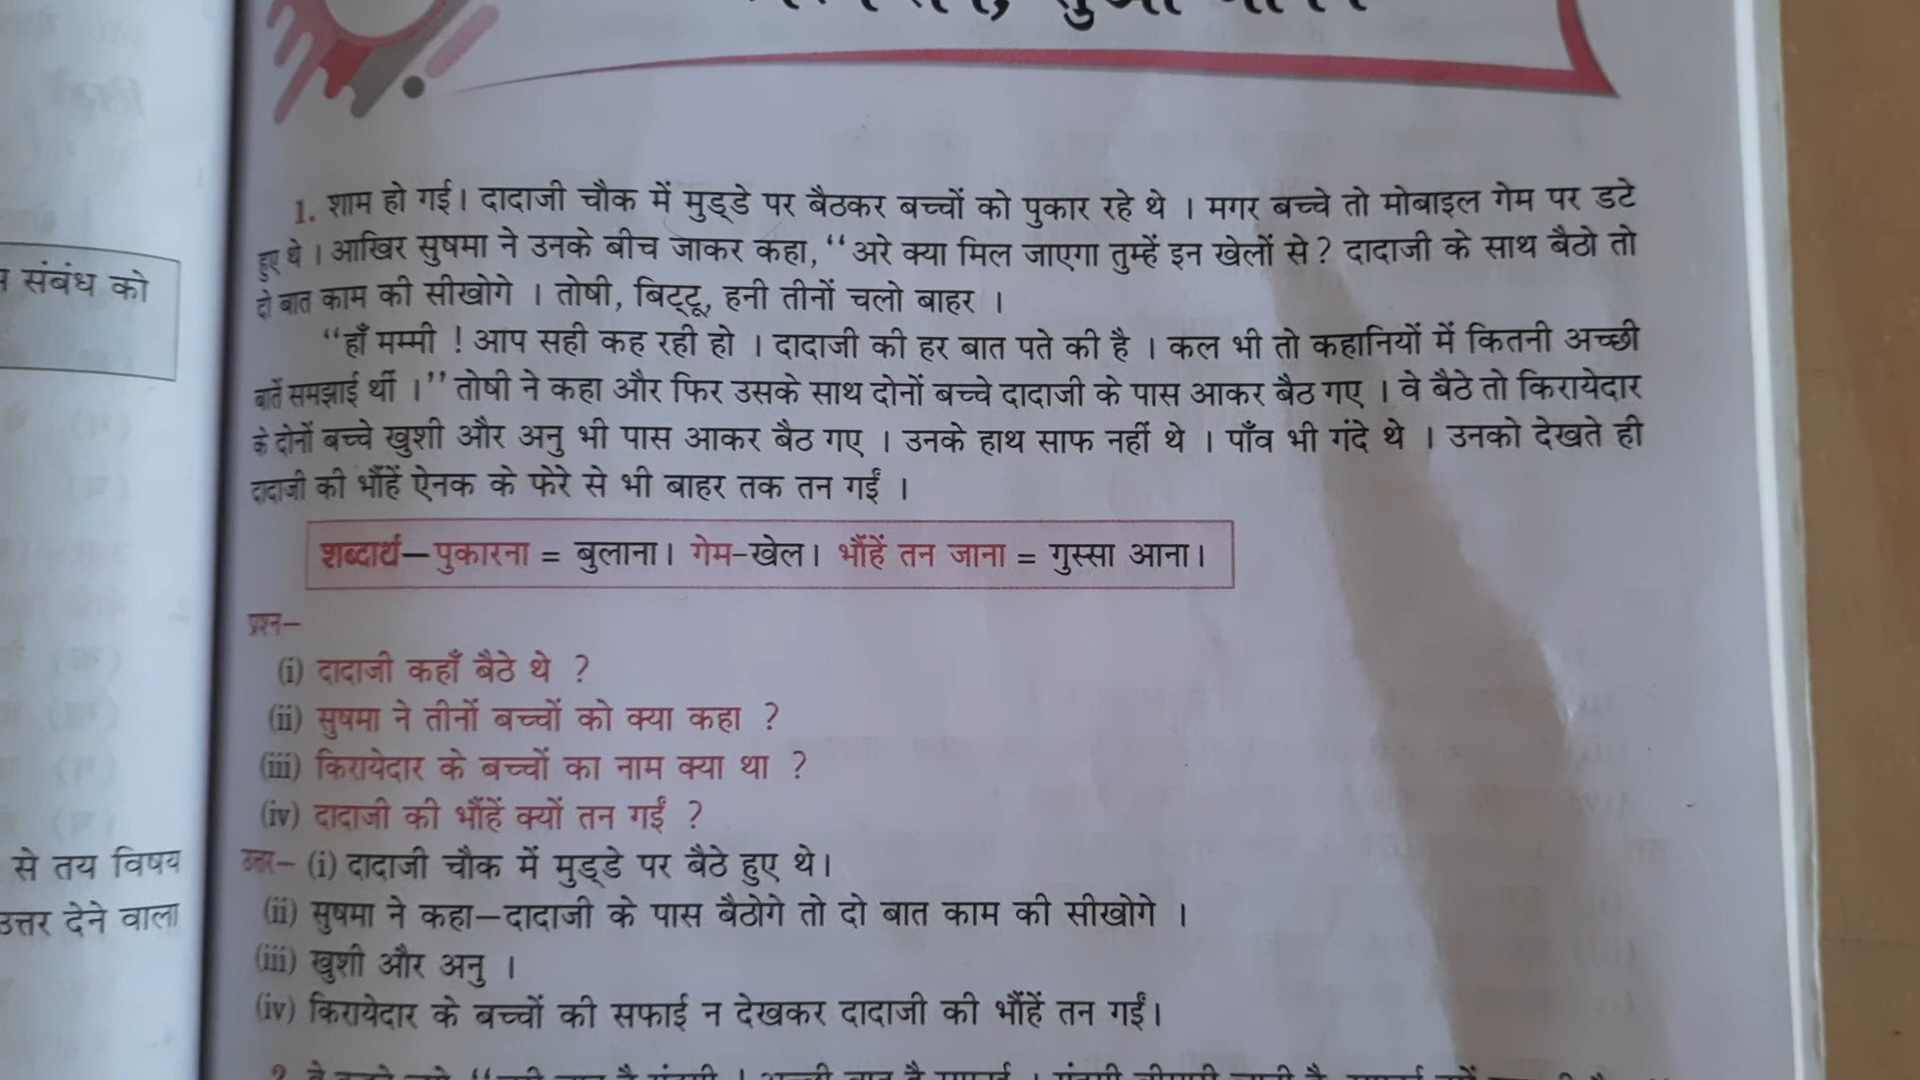 1. शाम हो गई। दादाजी चौक में मुड्डे पर बैठकर बच्चों को पुकार रहे थे । मगर बच्चे तो मोबाइल गेम पर डटे
हुए थे । आखिर सुषमा ने उनके बीच जाकर कहा, “अरे क्या मिल जाएगा तुम्हें इन खेलों से? दादाजी के साथ बैठो तो
दो बात काम की सीखोगे । तोषी, बिट्टू, हनी तीनों चलो बाहर ।
“हाँ मम्मी ! आप सही कह रही हो । दादाजी की हर बात पते की है । कल भी तो कहानियों में कितनी अच्छी
बातें समझाई थीं ।” तोषी ने कहा और फिर उसके साथ दोनों बच्चे दादाजी के पास आकर बैठ गए । वे बैठे तो किरायेदार
के दोनों बच्चे खुशी और अनु भी पास आकर बैठ गए । उनके हाथ साफ नहीं थे । पाँव भी गंदे थे । उनको देखते ही
दादाजी की भौंहें ऐनक के फेरे से भी बाहर तक तन गईं ।
शब्दार्थ—पुकारना = बुलाना। गेम-खेल। भौंहें तन जाना = गुस्सा आना।
प्रश्न—
(i) दादाजी कहाँ बैठे थे ?
(ii) सुषमा ने तीनों बच्चों को क्या कहा ?
(iii) किरायेदार के बच्चों का नाम क्या था ?
(iv) दादाजी की भौंहें क्यों तन गईं ?
उत्तर— (i) दादाजी चौक में मुड्डे पर बैठे हुए थे।
(ii) सुषमा ने कहा—दादाजी के पास बैठोगे तो दो बात काम की सीखोगे ।
(iii) खुशी और अनु ।
(iv) किरायेदार के बच्चों की सफाई न देखकर दादाजी की भौंहें तन गईं।
संबंध को
से तय विषय
उत्तर देने वाला